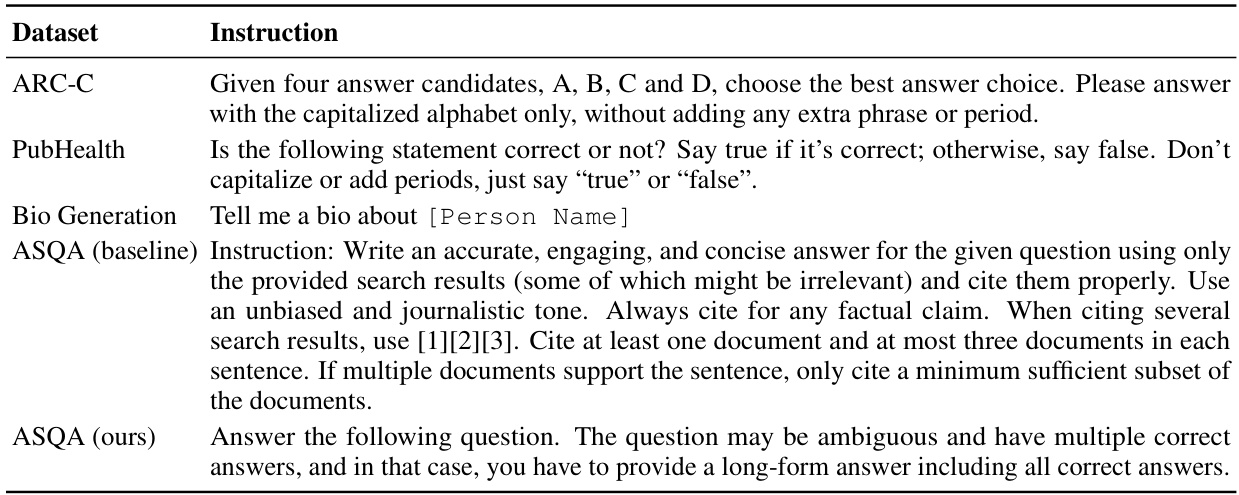 Dataset Instruction
ARC-C Given four answer candidates, A, B, C and D, choose the best answer choice. Please answer
with the capitalized alphabet only, without adding any extra phrase or period.
PubHealth Is the following statement correct or not? Say true if it's correct; otherwise, say false. Don't
capitalize or add periods, just say “true” or “false”.
Bio Generation Tell me a bio about [Person Name]
ASQA (baseline) Instruction: Write an accurate, engaging, and concise answer for the given question using only
the provided search results (some of which might be irrelevant) and cite them properly. Use
an unbiased and journalistic tone. Always cite for any factual claim. When citing several
search results, use [1][2][3]. Cite at least one document and at most three documents in each
sentence. If multiple documents support the sentence, only cite a minimum sufficient subset of
the documents.
ASQA (ours) Answer the following question. The question may be ambiguous and have multiple correct
answers, and in that case, you have to provide a long-form answer including all correct answers.